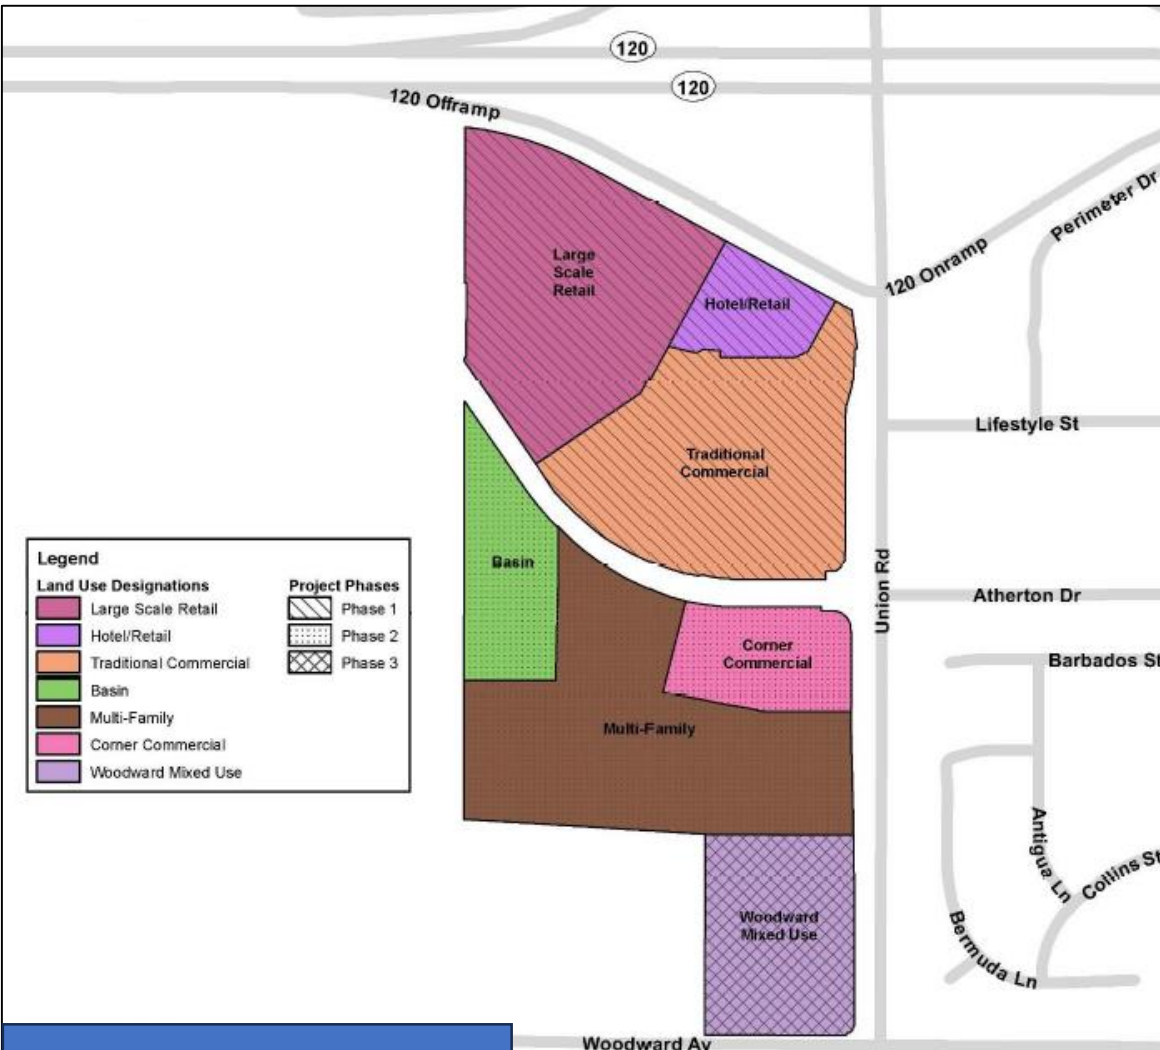 120
120
120 Offramp
Perimeter Dr
120 Onramp
Large
Scale
Retail
Hotel/Retail
Lifestyle St
Traditional
Commercial
Basin
Union Rd
Atherton Dr
Corner
Commercial
Barbados St
Multi-Family
Antigua Ln
Collins St
Woodward
Mixed Use
Bermuda Ln
Woodward Av
Legend
Land Use Designations
Large Scale Retail
Hotel/Retail
Traditional Commercial
Basin
Multi-Family
Corner Commercial
Woodward Mixed Use
Project Phases
Phase 1
Phase 2
Phase 3